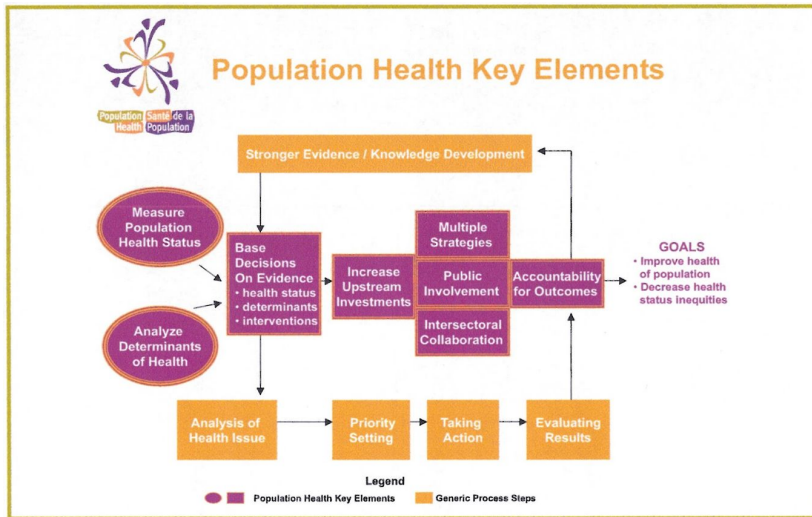 Population Health Key Elements
Population Santé de la
Health Population
Stronger Evidence / Knowledge Development
Measure
Population
Health Status
Analyze
Determinants
of Health
Base
Decisions
On Evidence
• health status
• determinants
• interventions
Increase
Upstream
Investments
Multiple
Strategies
Public
Involvement
Intersectoral
Collaboration
Accountability
for Outcomes
GOALS
• Improve health
of population
• Decrease health
status inequities
Analysis of
Health Issue
Priority
Setting
Taking
Action
Evaluating
Results
Legend
Population Health Key Elements
Generic Process Steps